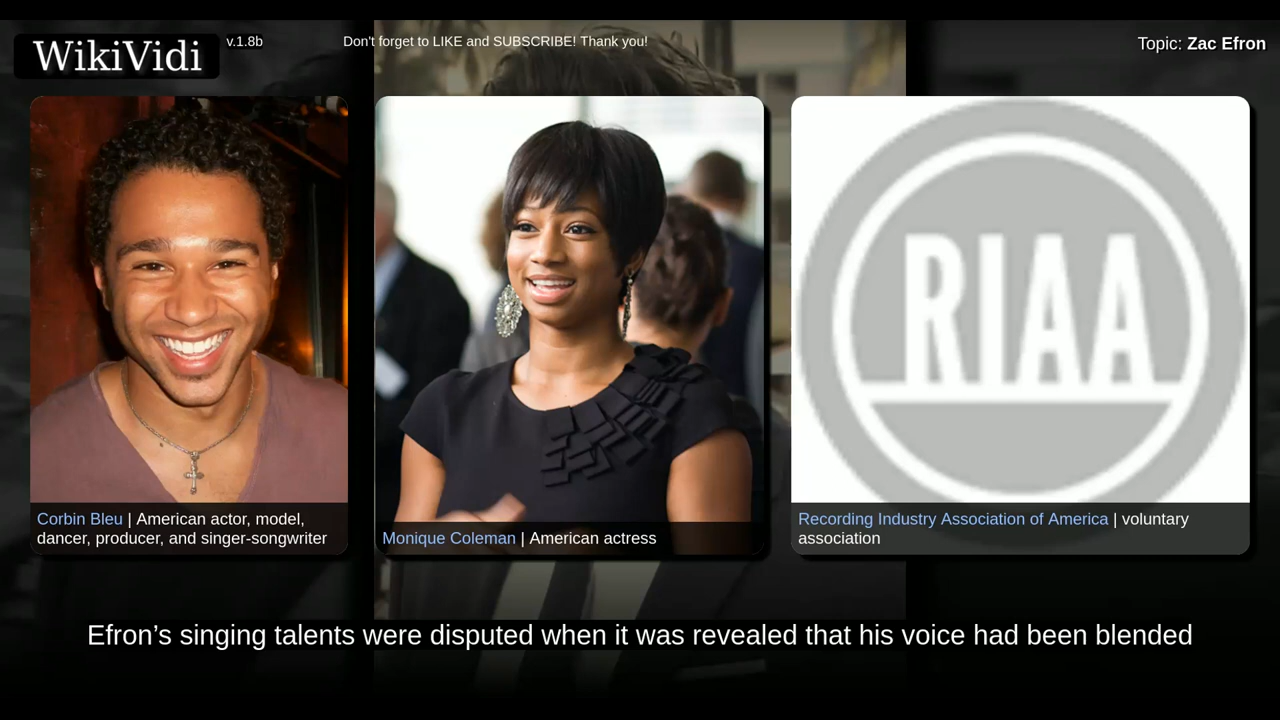 WikiVidi
v.1.8b
Don't forget to LIKE and SUBSCRIBE! Thank you!
Topic: Zac Efron
Corbin Bleu | American actor, model,
dancer, producer, and singer-songwriter
Monique Coleman | American actress
RIAA
Recording Industry Association of America | voluntary
association
Efron’s singing talents were disputed when it was revealed that his voice had been blended